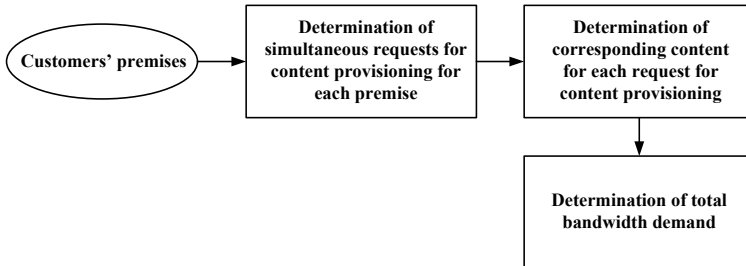 Customers’ premises
Determination of
simultaneous requests for
content provisioning for
each premise
Determination of
corresponding content
for each request for
content provisioning
Determination of total
bandwidth demand